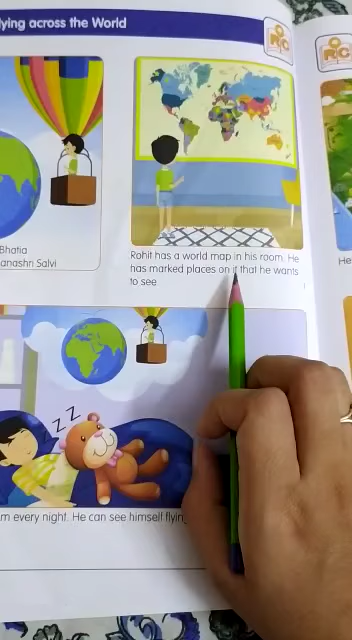 lying across the World
Bhatia
anashri Salvi
Rohit has a world map in his room. He
has marked places on it that he wants
to see
He
z z
m every night. He can see himself flyin